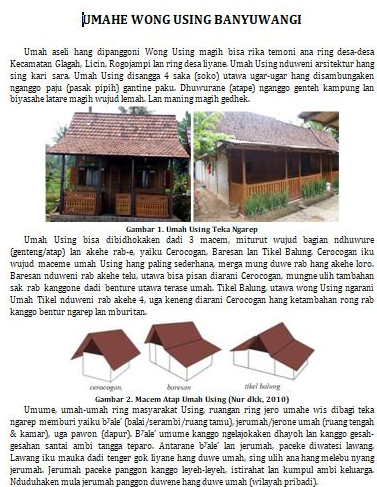 UMAHE WONG USING BANYUWANGI
Umah aseli hang dipanggoni Wong Using magih bisa rika temoni ana ring desa-desa
Kecamatan Glagah, Licin, Rogojampi lan ring desa liyane. Umah Using nduweni arsitektur hang
sing kari sara. Umah Using disangga 4 saka (soko) utawa ugar-ugar hang disambungaken
nganggo paju (pasak pipih) gantine paku. Dhuwurane (atape) nganggo genteh kampung lan
biyasahe latare magih wujud lemah. Lan maning magih gedhek.
Gambar 1. Umah Using Teka Ngarep
Umah Using bisa dibidhokaken dadi 3 macem, miturut wujud bagian ndhuwure
(genteng/atap) lan akehe rab-e, yaiku Cerocogan, Baresan lan Tikel Balung. Cerocogan iku
wujud maceme umah Using hang paling sederhana, merga mung duwe rab hang akehe loro.
Baresan nduweni rab akehe telu, utawa bisa pisan diarani Cerocogan, mungne ulih tambahan
sak rab kanggone dadi benture utawa terase umah. Tikel Balung, utawa wong Using ngarani
Umah Tikel nduweni rab akehe 4, uga keneng diarani Cerocogan hang ketambahan rong rab
kanggo bentur ngarep lan mburitan.
cerocogan, baresan tikel balung
Gambar 2. Macem Atap Umah Using (Nur dkk, 2010)
Umume, umah-umah ring masyarakat Using, ruangan ring jero umahe wis dibagi teka
ngarep memburi yaiku bʸale' (balai/serambi/ruang tamu), jerumah/jerone umah (ruang tengah
& kamar), uga pawon (dapur). Bʸale' umume kanggo ngelajokaken dhayoh lan kanggo gesah-
gesahan santai ambi tangga teparo. Antarane bʸale' lan jerumah, paceke diwatesi lawang.
Lawang iku mauka dadi tenger gok liyane hang duwe umah, sing ulih ana hang melebu nyang
jerumah. Jerumah paceke panggon kanggo leyeh-leyeh, istirahat lan kumpul ambi keluarga.
Nduduhaken mula jerumah panggon duwene hang duwe umah (wilayah pribadi).